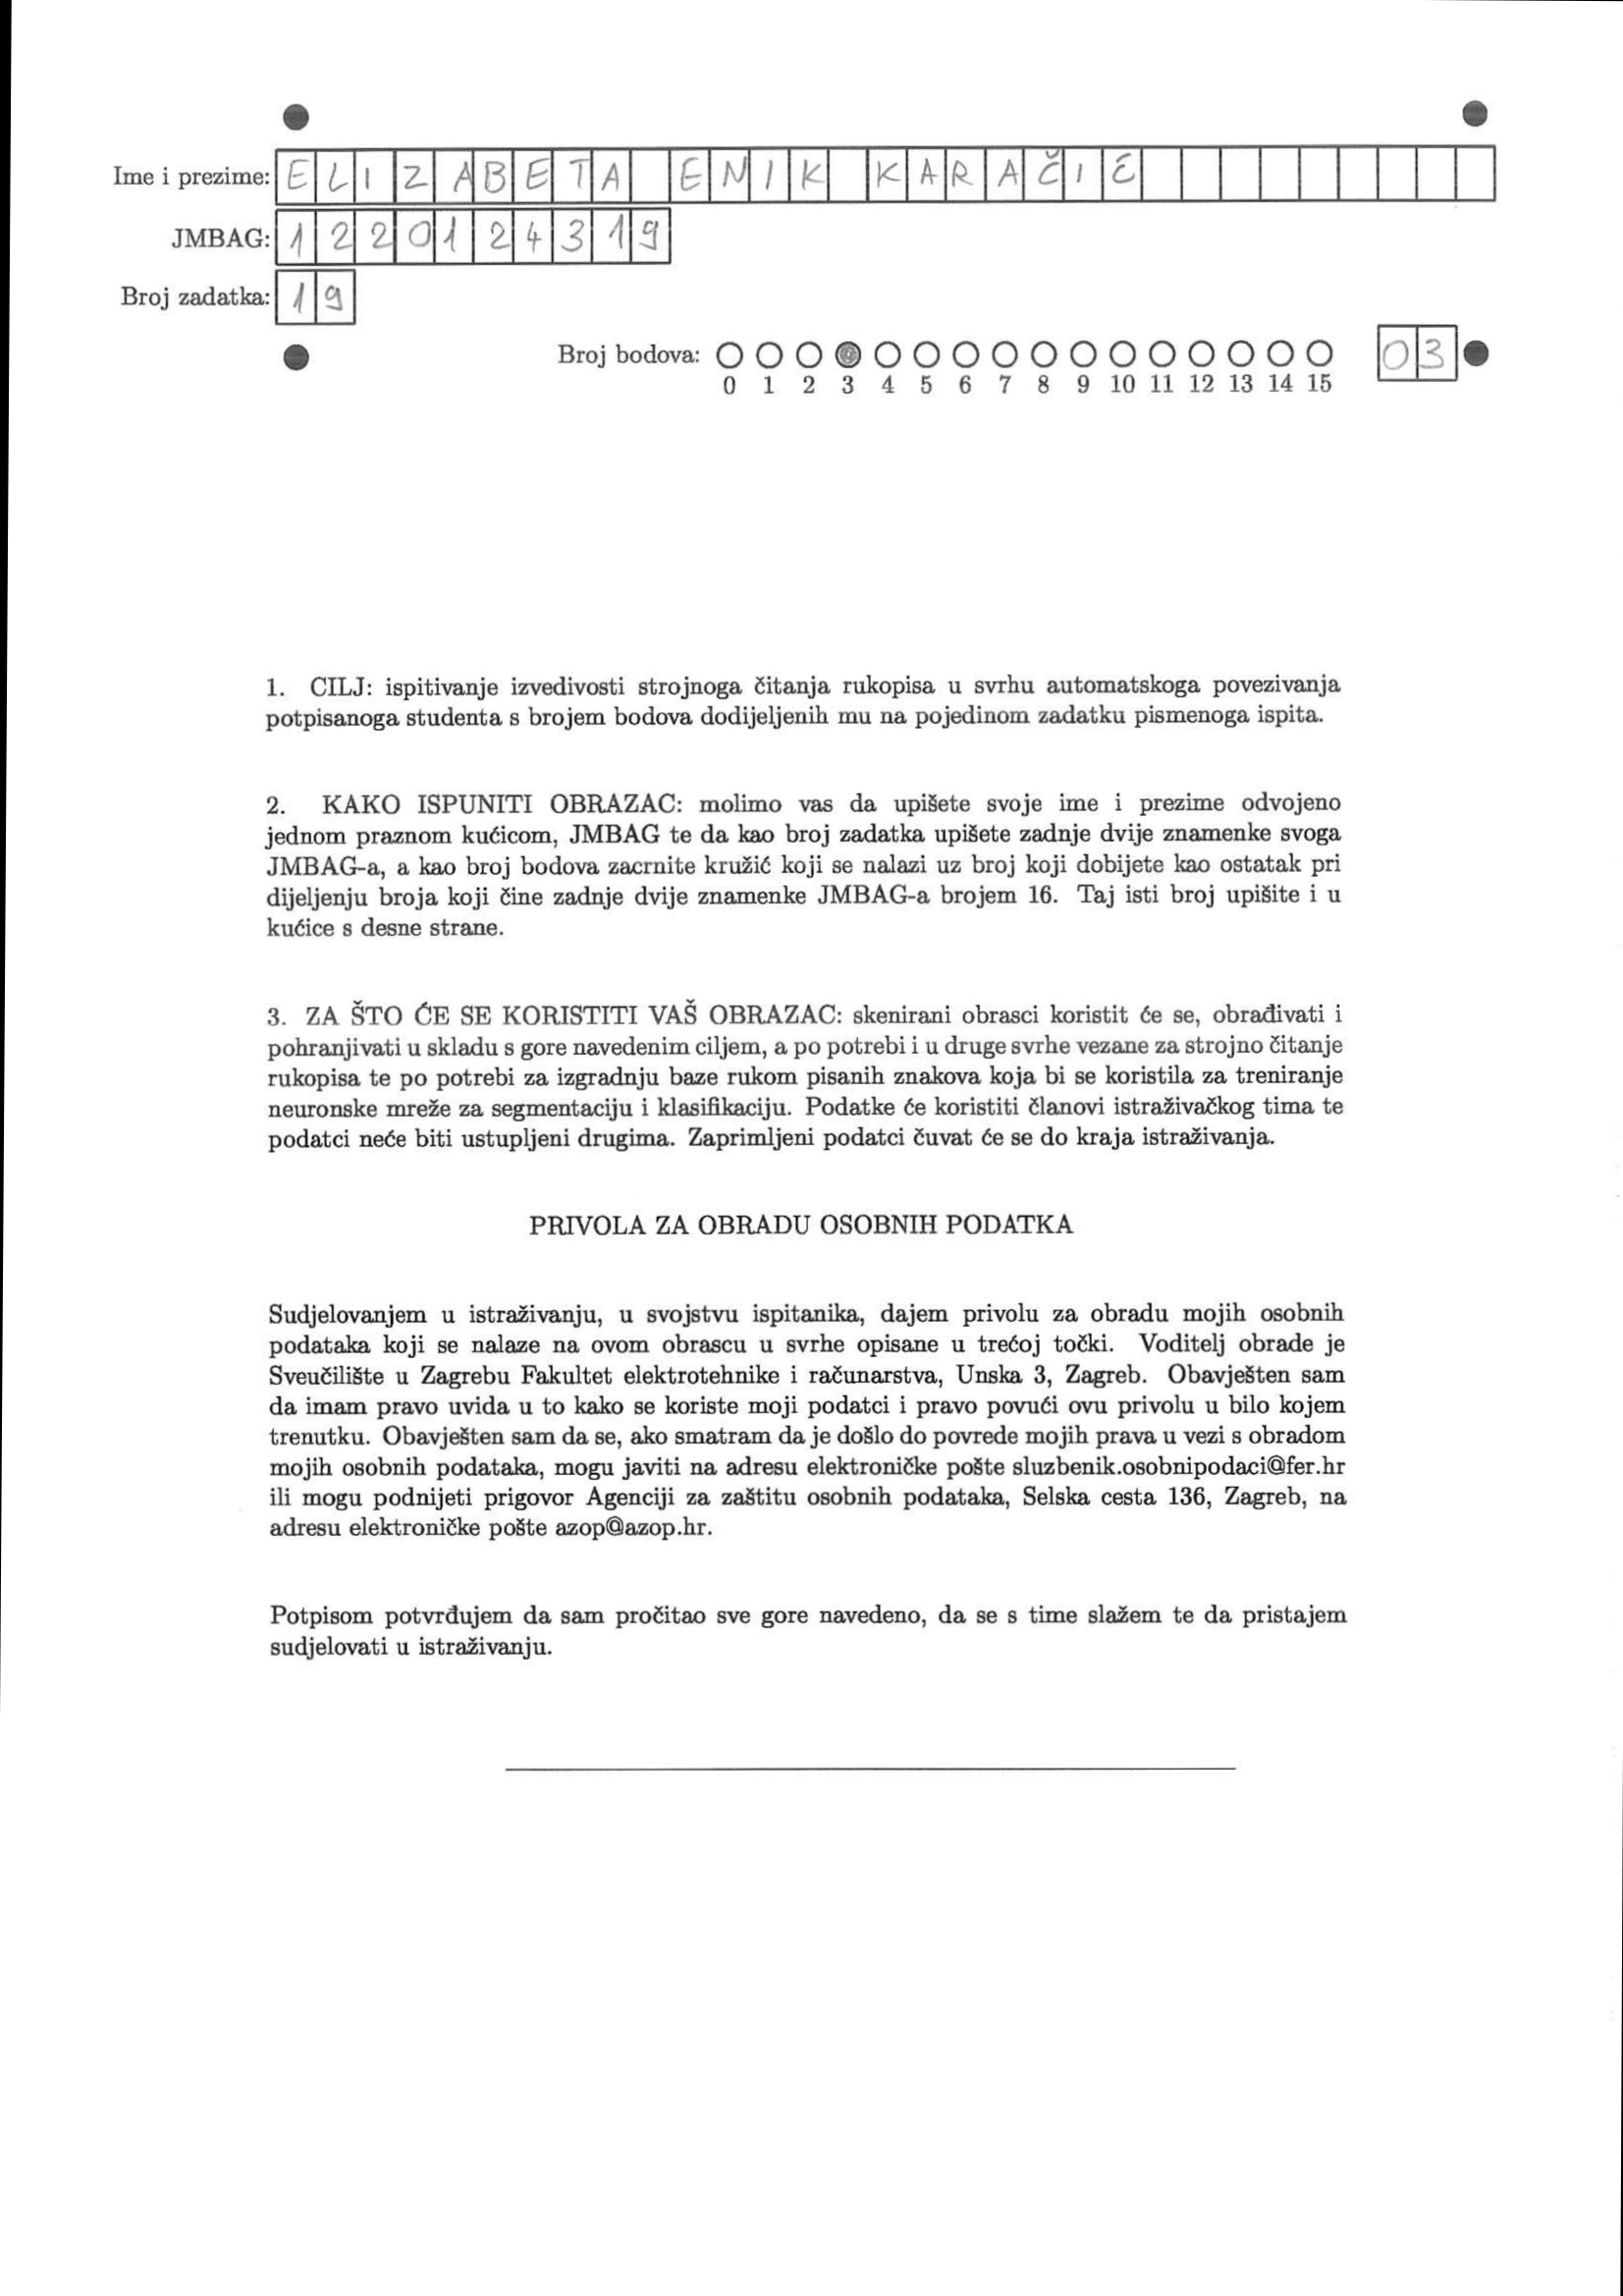 Ime i prezime: ELIZABETA ENIK KARAČIĆ
JMBAG: 1220124319
Broj zadatka: 19
Broj bodova: 03
0 1 2 3 4 5 6 7 8 9 10 11 12 13 14 15
1. CILJ: ispitivanje izvedivosti strojnoga čitanja rukopisa u svrhu automatskoga povezivanja
potpisanoga studenta s brojem bodova dodijeljenih mu na pojedinom zadatku pismenoga ispita.
2. KAKO ISPUNITI OBRAZAC: molimo vas da upišete svoje ime i prezime odvojeno
jednom praznom kućicom, JMBAG te da kao broj zadatka upišete zadnje dvije znamenke svoga
JMBAG-a, a kao broj bodova zacrnite kružić koji se nalazi uz broj koji dobijete kao ostatak pri
dijeljenju broja koji čine zadnje dvije znamenke JMBAG-a brojem 16. Taj isti broj upišite i u
kućice s desne strane.
3. ZA ŠTO ĆE SE KORISTITI VAŠ OBRAZAC: skenirani obrasci koristit će se, obrađivati i
pohranjivati u skladu s gore navedenim ciljem, a po potrebi i u druge svrhe vezane za strojno čitanje
rukopisa te po potrebi za izgradnju baze rukom pisanih znakova koja bi se koristila za treniranje
neuronske mreže za segmentaciju i klasifikaciju. Podatke će koristiti članovi istraživačkog tima te
podatci neće biti ustupljeni drugima. Zaprimljeni podatci čuvat će se do kraja istraživanja.
PRIVOLA ZA OBRADU OSOBNIH PODATKA
Sudjelovanjem u istraživanju, u svojstvu ispitanika, dajem privolu za obradu mojih osobnih
podataka koji se nalaze na ovom obrascu u svrhe opisane u trećoj točki. Voditelj obrade je
Sveučilište u Zagrebu Fakultet elektrotehnike i računarstva, Unska 3, Zagreb. Obavješten sam
da imam pravo uvida u to kako se koriste moji podatci i pravo povući ovu privolu u bilo kojem
trenutku. Obavješten sam da se, ako smatram da je došlo do povrede mojih prava u vezi s obradom
mojih osobnih podataka, mogu javiti na adresu elektroničke pošte sluzbenik.osobnipodaci@fer.hr
ili mogu podnijeti prigovor Agenciji za zaštitu osobnih podataka, Selska cesta 136, Zagreb, na
adresu elektroničke pošte azop@azop.hr.
Potpisom potvrđujem da sam pročitao sve gore navedeno, da se s time slažem te da pristajem
sudjelovati u istraživanju.